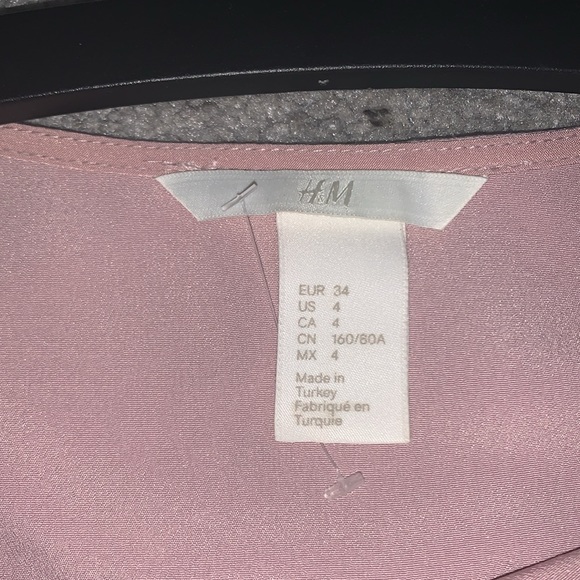 H&M
EUR 34
US 4
CA 4
CN 160/80A
MX 4
Made in
Turkey
Fabriqué en
Turquie